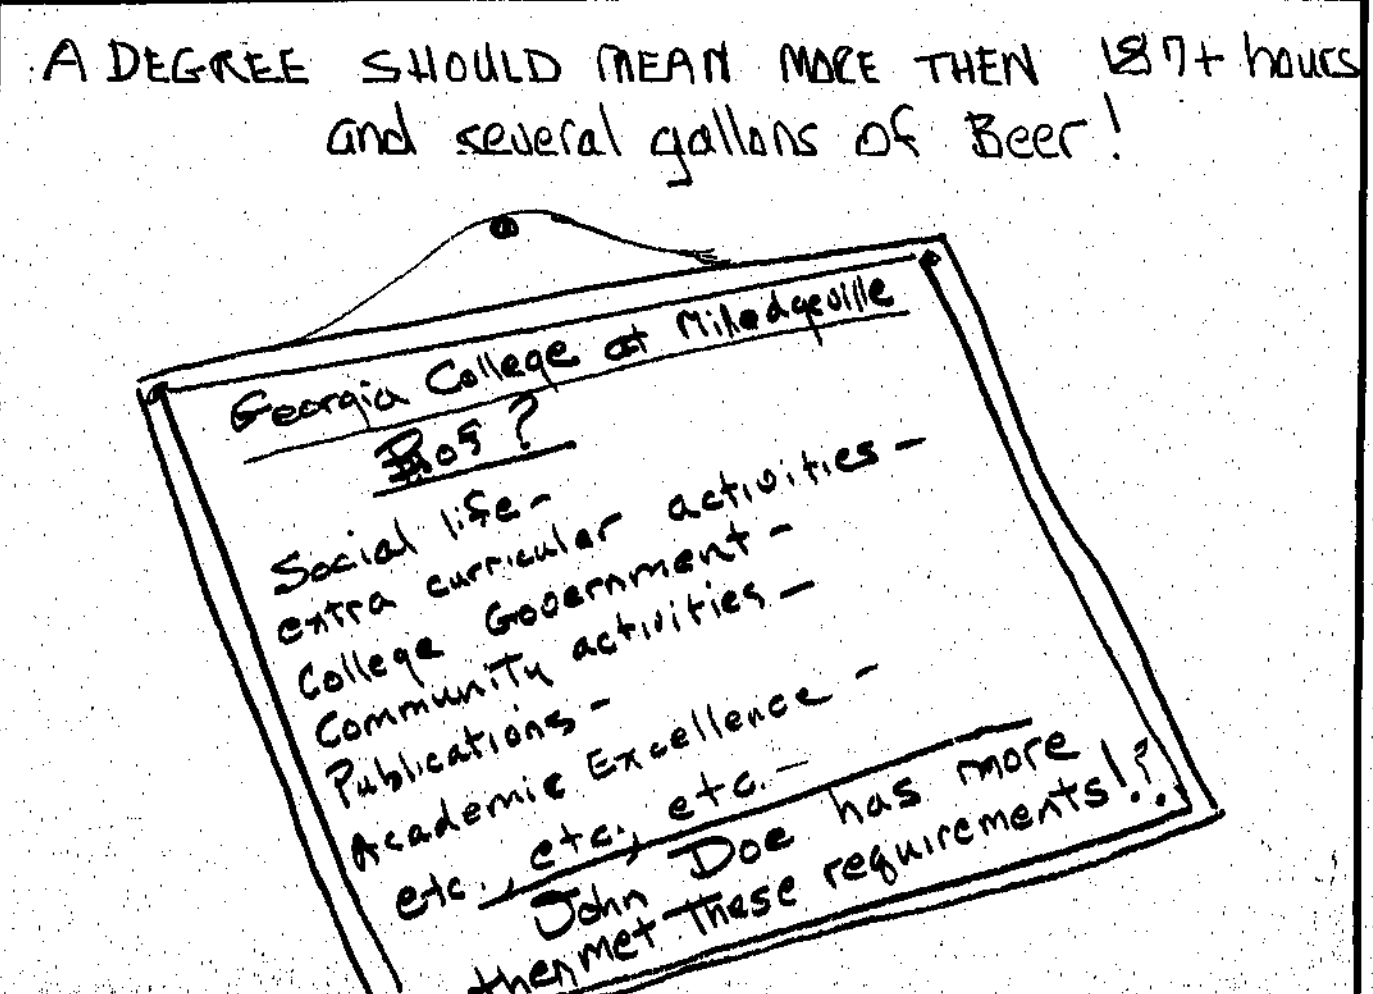 A DEGREE SHOULD MEAN MORE THEN 187+ hours
and several gallons of Beer!
Georgia College at Milledgeville
?
Social life-
extra curricular activities-
College Government-
Community activities-
Publications-
Academic Excellence-
etc., etc., etc.-
John Doe has more
then met these requirements!?